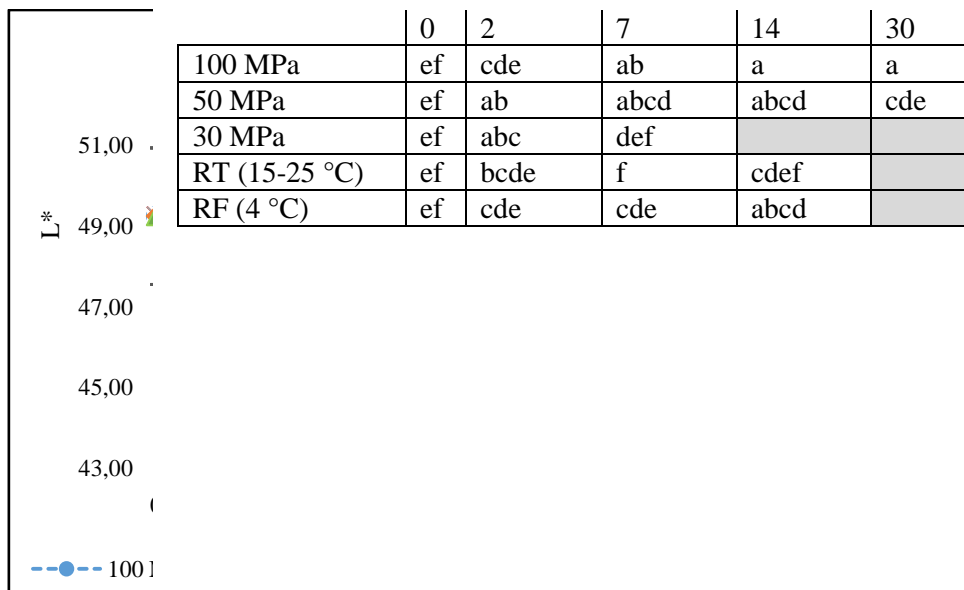 0 2 7 14 30
100 MPa ef cde ab a a
50 MPa ef ab abcd abcd cde
30 MPa ef abc def
RT (15-25 °C) ef bcde f cdef
RF (4 °C) ef cde cde abcd
L*
51,00
49,00
47,00
45,00
43,00
100